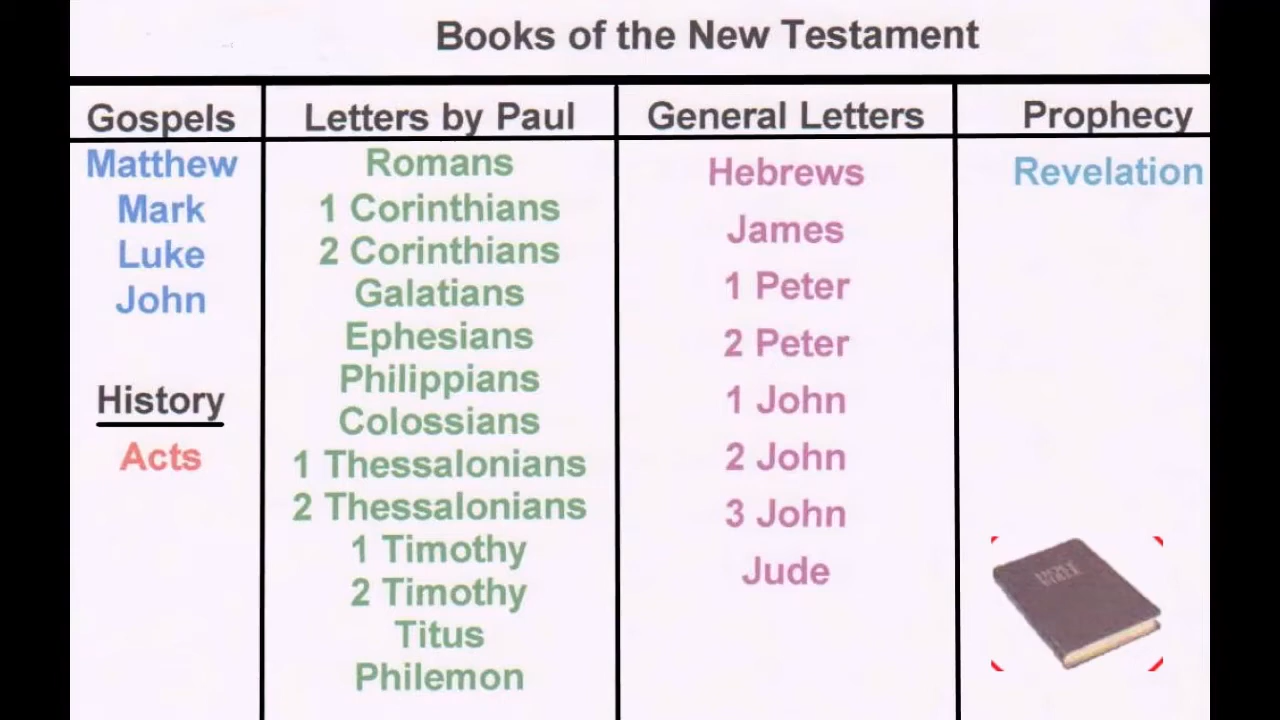 Books of the New Testament
Gospels
Matthew
Mark
Luke
John
History
Acts
Letters by Paul
Romans
1 Corinthians
2 Corinthians
Galatians
Ephesians
Philippians
Colossians
1 Thessalonians
2 Thessalonians
1 Timothy
2 Timothy
Titus
Philemon
General Letters
Hebrews
James
1 Peter
2 Peter
1 John
2 John
3 John
Jude
Prophecy
Revelation